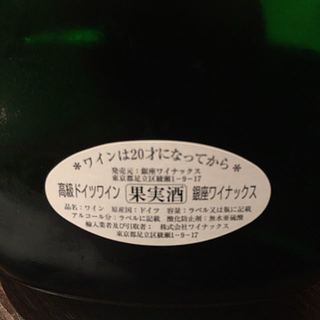 *ワインは20才になってから*
発売元：銀座ワイナックス
東京都足立区綾瀬1-9-17
高級ドイツワイン 果実酒 銀座ワイナックス
品名：ワイン 原産国：ドイツ 容量：ラベル又は瓶に記載
アルコール分：ラベルに記載 酸化防止剤：無水亜硫酸
輸入業者及び引取者： 株式会社ワイナックス
東京都足立区綾瀬1-9-17